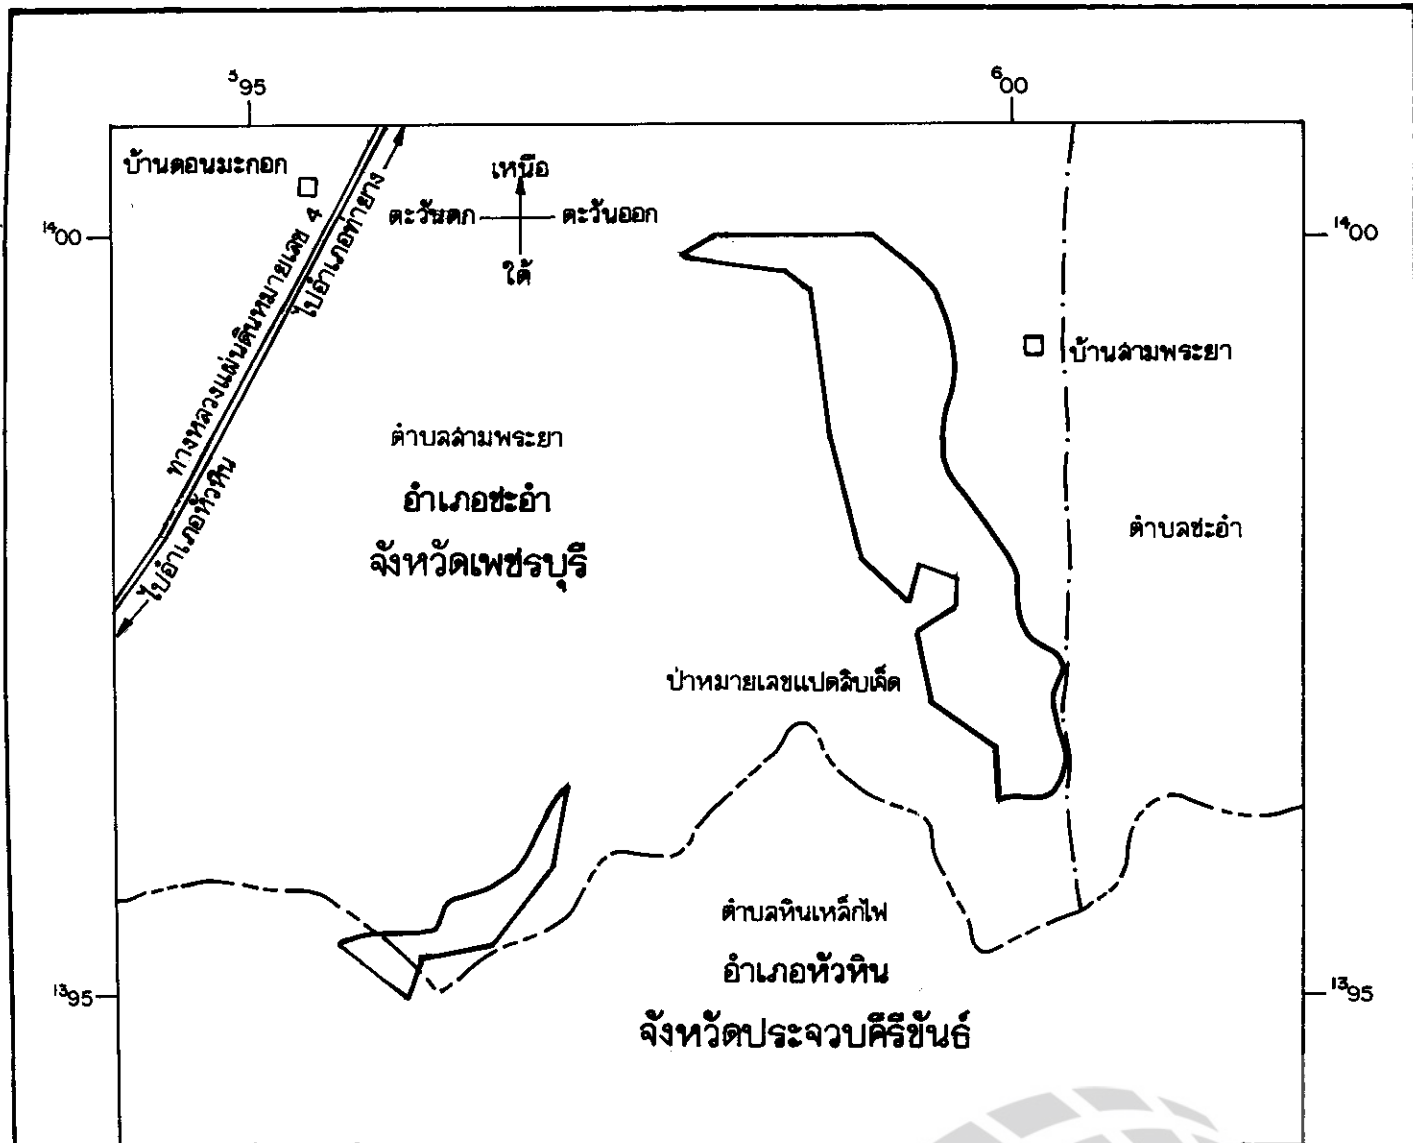 ⁵95
⁶00
บ้านดอนมะกอก
เหนือ
ตะวันตก
ตะวันออก
ใต้
¹⁴00
¹⁴00
ทางหลวงแผ่นดินหมายเลข 4
ไปอำเภอท่ายาง
ไปอำเภอหัวหิน
บ้านสามพระยา
ตำบลสามพระยา
อำเภอชะอำ
จังหวัดเพชรบุรี
ตำบลชะอำ
ป่าหมายเลขแปดสิบเจ็ด
ตำบลหินเหล็กไฟ
อำเภอหัวหิน
จังหวัดประจวบคีรีขันธ์
¹³95
¹³95